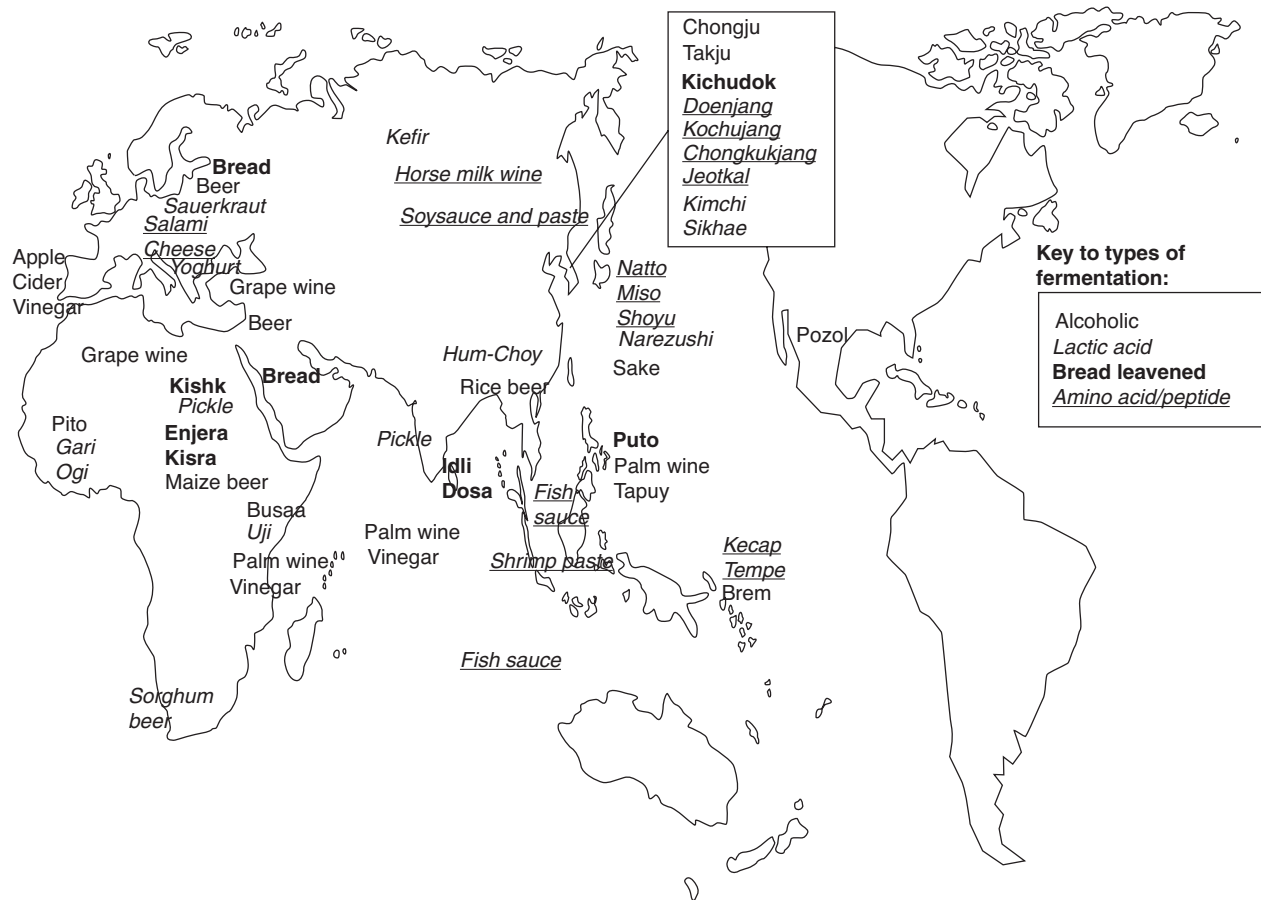 Chongju
Takju
Kichudok
Doenjang
Kochujang
Chongkukjang
Jeotkal
Kimchi
Sikhae
Kefir
Horse milk wine
Soysauce and paste
Bread
Beer
Sauerkraut
Salami
Cheese
Yoghurt
Apple
Cider
Vinegar
Grape wine
Beer
Grape wine
Kishk
Pickle
Bread
Enjera
Kisra
Maize beer
Pito
Gari
Ogi
Busaa
Uji
Palm wine
Vinegar
Sorghum
beer
Hum-Choy
Rice beer
Pickle
Idli
Dosa
Palm wine
Vinegar
Natto
Miso
Shoyu
Narezushi
Sake
Puto
Palm wine
Tapuy
Fish
sauce
Shrimp paste
Kecap
Tempe
Brem
Fish sauce
Pozol
Key to types of
fermentation:
Alcoholic
Lactic acid
Bread leavened
Amino acid/peptide